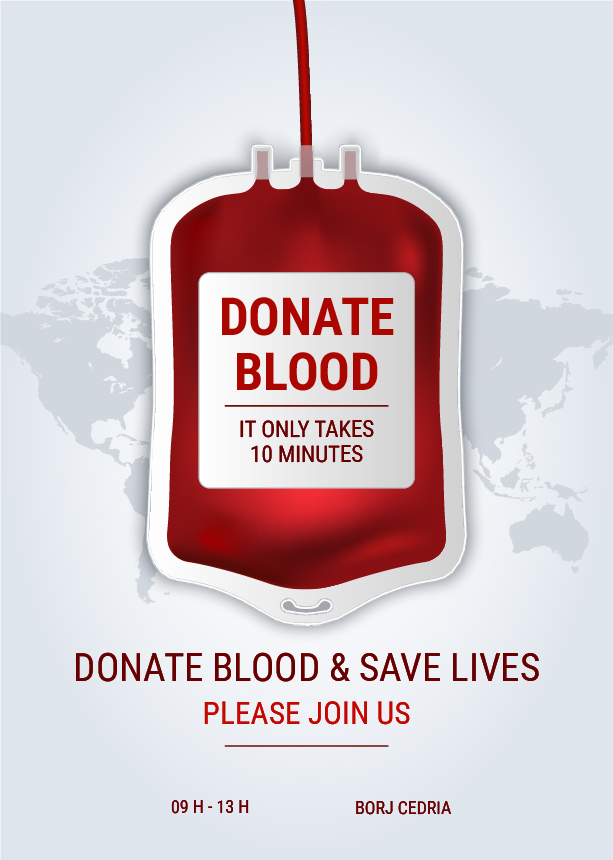 DONATE
BLOOD
IT ONLY TAKES
10 MINUTES
DONATE BLOOD & SAVE LIVES
PLEASE JOIN US
09 H - 13 H
BORJ CEDRIA